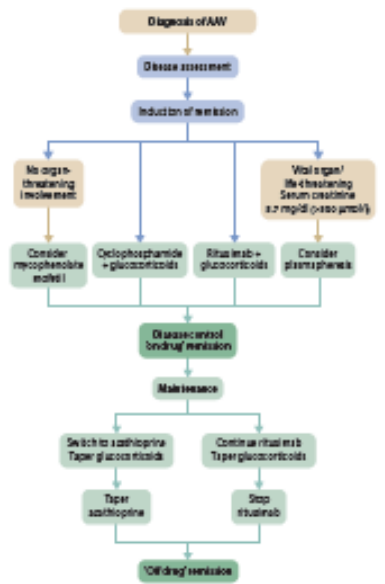 Diagnosis of AAV
Disease assessment
Induction of remission
No organ-
threatening
involvement
Vital organ/
life-threatening
Serum creatinine
Consider
mycophenolate
mofetil
Cyclophosphamide
+ glucocorticoids
Rituximab +
glucocorticoids
Consider
plasmapheresis
Disease control
'on drug' remission
Maintenance
Switch to azathioprine
Taper glucocorticoids
Continue rituximab
Taper glucocorticoids
Taper
azathioprine
Stop
rituximab
'Off drug' remission